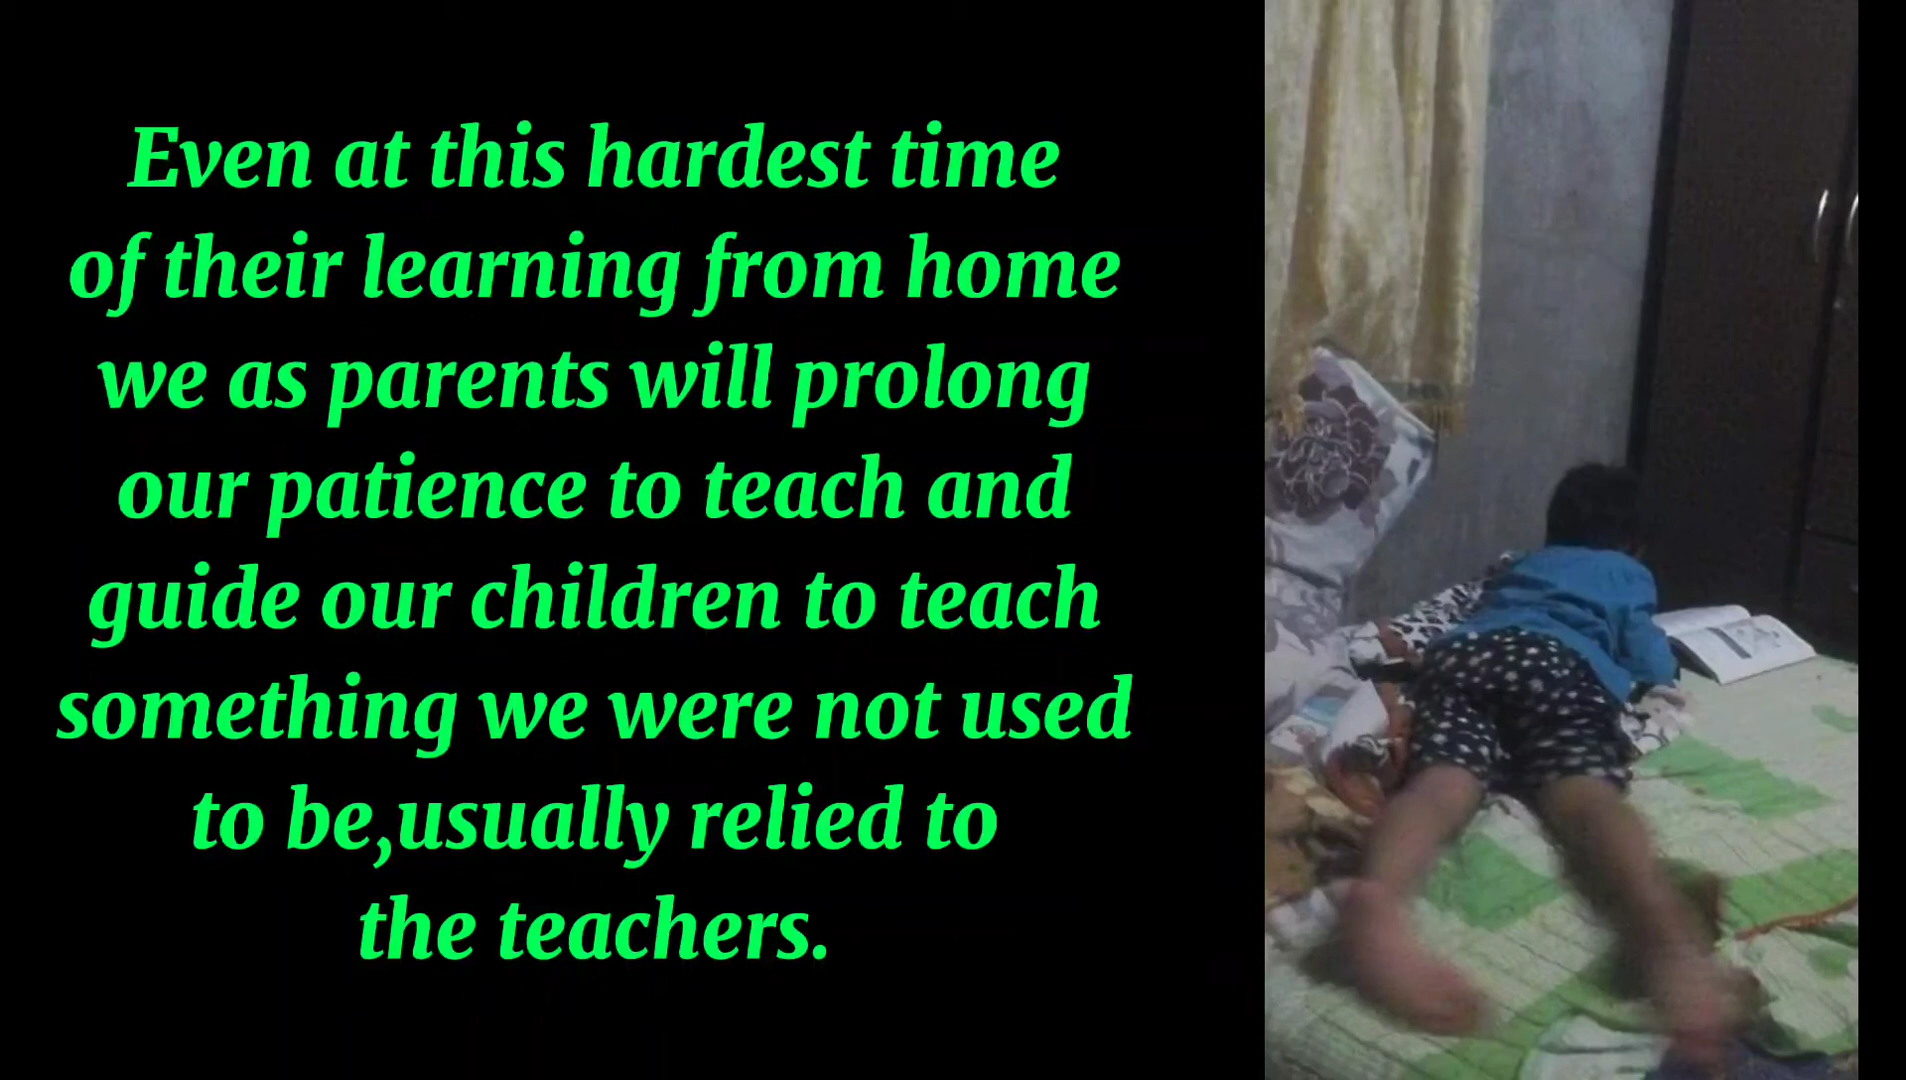 Even at this hardest time
of their learning from home
we as parents will prolong
our patience to teach and
guide our children to teach
something we were not used
to be,usually relied to
the teachers.